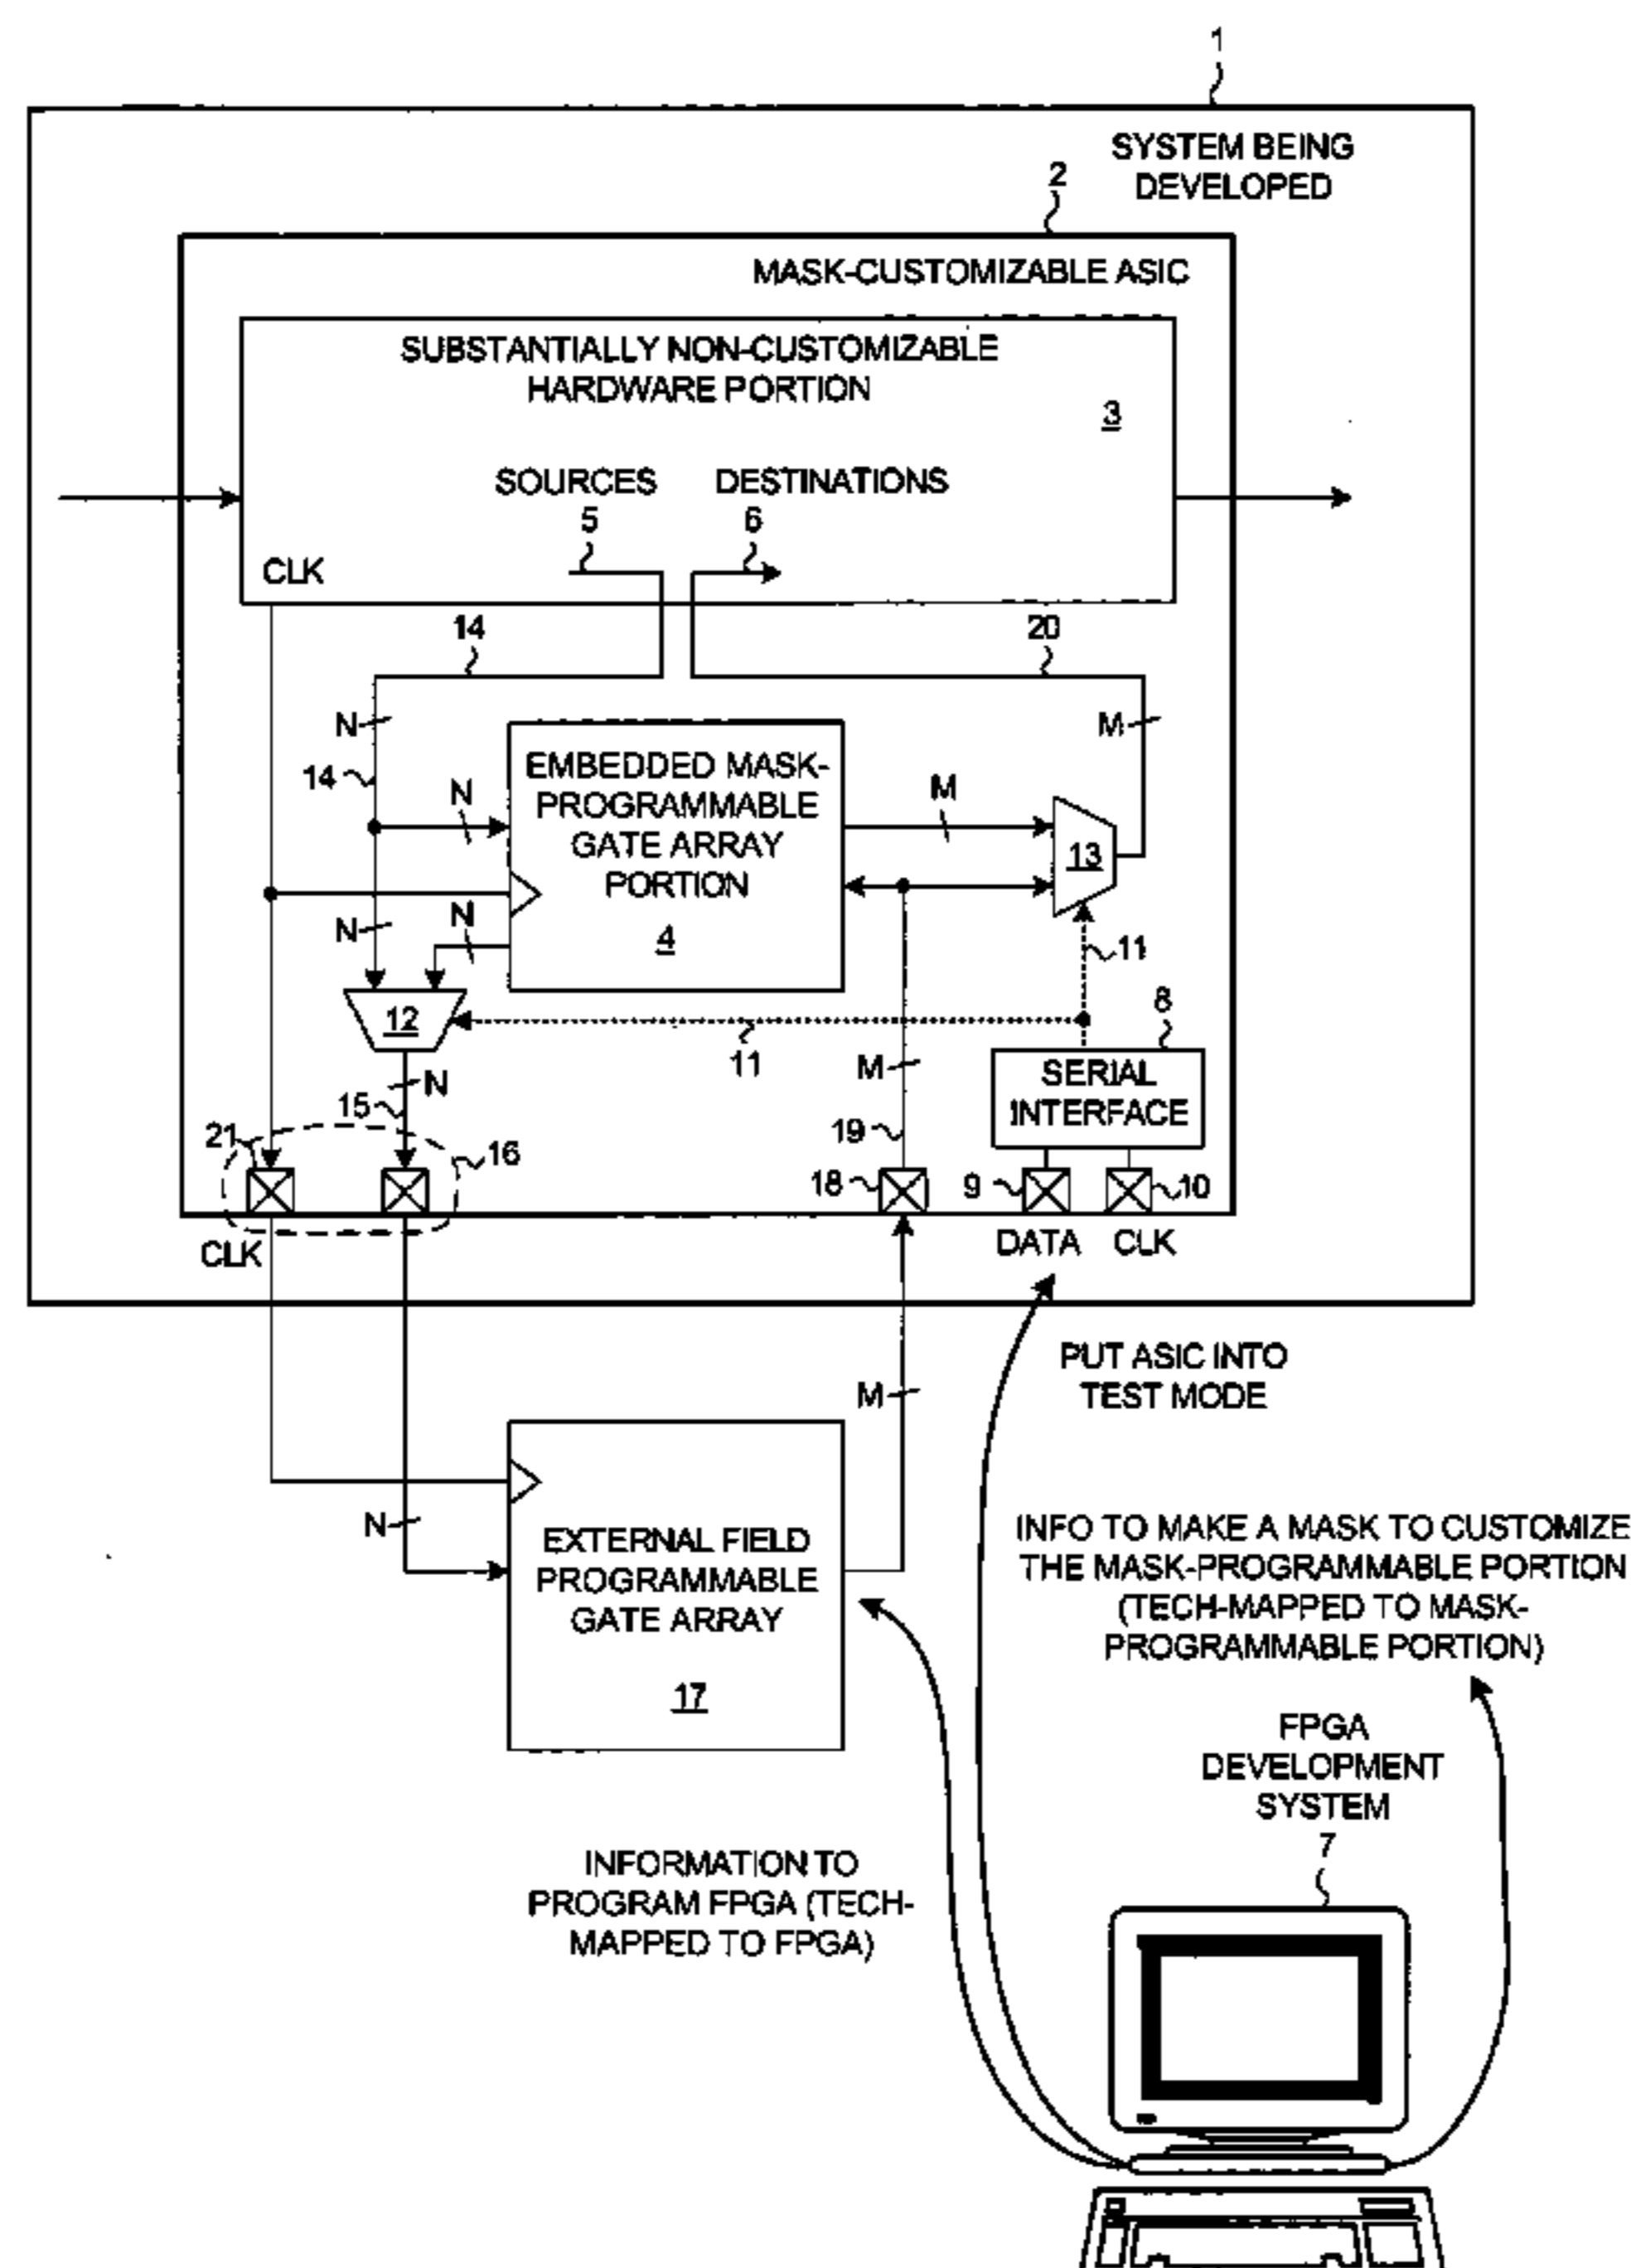 1
SYSTEM BEING
DEVELOPED
2
MASK-CUSTOMIZABLE ASIC
SUBSTANTIALLY NON-CUSTOMIZABLE
HARDWARE PORTION
3
SOURCES
DESTINATIONS
5
6
CLK
14
20
N
M
EMBEDDED MASK-
PROGRAMMABLE
GATE ARRAY
PORTION
4
14
N
M
13
N
N
11
12
11
8
SERIAL
INTERFACE
N
M
15
19
21
16
18
9
10
CLK
DATA
CLK
PUT ASIC INTO
TEST MODE
M
N
EXTERNAL FIELD
PROGRAMMABLE
GATE ARRAY
17
INFO TO MAKE A MASK TO CUSTOMIZE
THE MASK-PROGRAMMABLE PORTION
(TECH-MAPPED TO MASK-
PROGRAMMABLE PORTION)
FPGA
DEVELOPMENT
SYSTEM
7
INFORMATION TO
PROGRAM FPGA (TECH-
MAPPED TO FPGA)